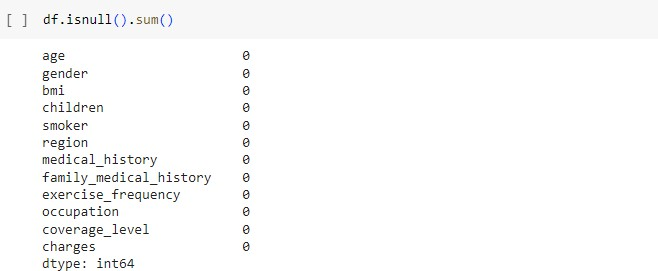 [ ] df.isnull().sum()
age 0
gender 0
bmi 0
children 0
smoker 0
region 0
medical_history 0
family_medical_history 0
exercise_frequency 0
occupation 0
coverage_level 0
charges 0
dtype: int64